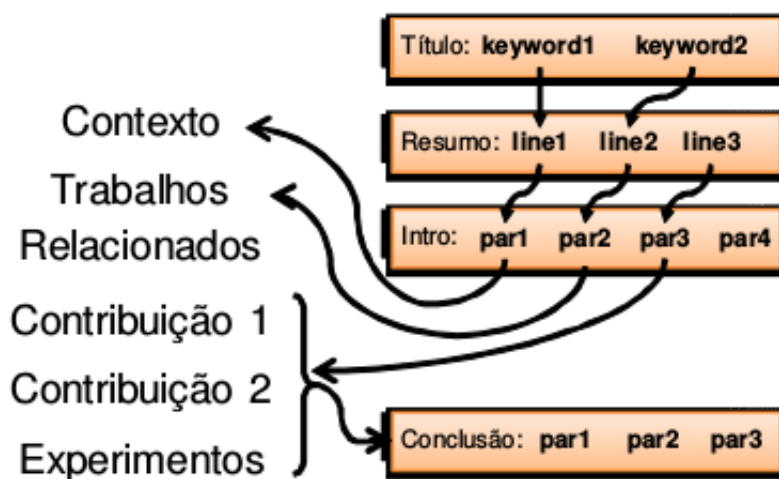 Título: keyword1 keyword2
Contexto
Resumo: line1 line2 line3
Trabalhos
Relacionados
Intro: par1 par2 par3 par4
Contribuição 1
Contribuição 2
Experimentos
Conclusão: par1 par2 par3